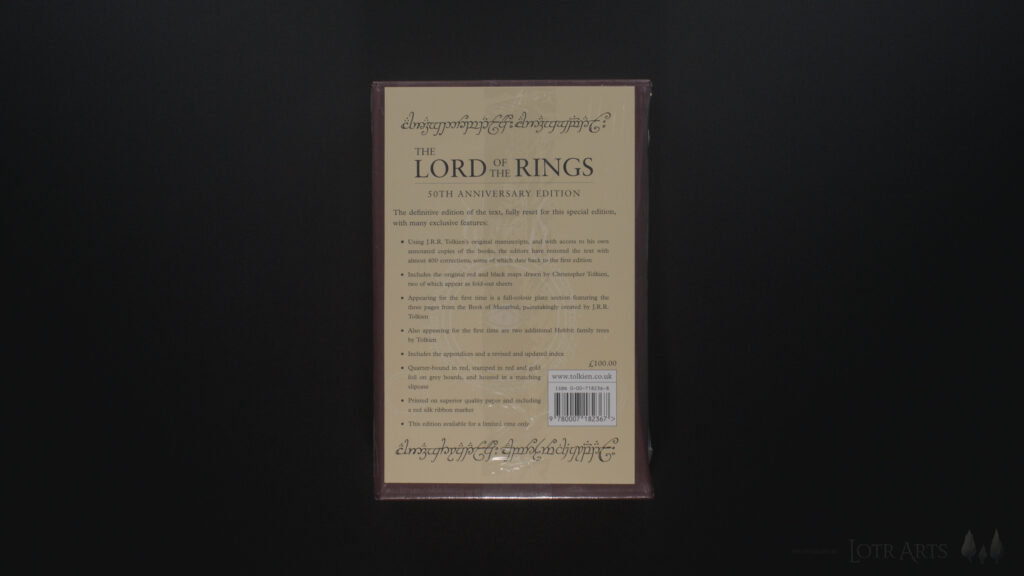 THE
LORD OF THE RINGS
50TH ANNIVERSARY EDITION
The definitive edition of the text, fully reset for this special edition,
with many exclusive features:
• Using J.R.R. Tolkien's original manuscripts, and with access to his own
annotated copies of the books, the editors have restored the text with
almost 400 corrections, some of which date back to the first edition
• Includes the original red and black maps drawn by Christopher Tolkien,
two of which appear as fold-out sheets
• Appearing for the first time is a full-colour plate section featuring the
three pages from the Book of Mazarbul, painstakingly created by J.R.R.
Tolkien
• Also appearing for the first time are two additional Hobbit family trees
by Tolkien
• Includes the appendices and a revised and updated index
• Quarter-bound in red, stamped in red and gold
foil on grey boards, and housed in a matching
slipcase
• Printed on superior quality paper and including
a red silk ribbon marker
• This edition available for a limited time only
£100.00
www.tolkien.co.uk
ISBN 0-00-718236-8
9 780007 182367 >
LOTR ARTS